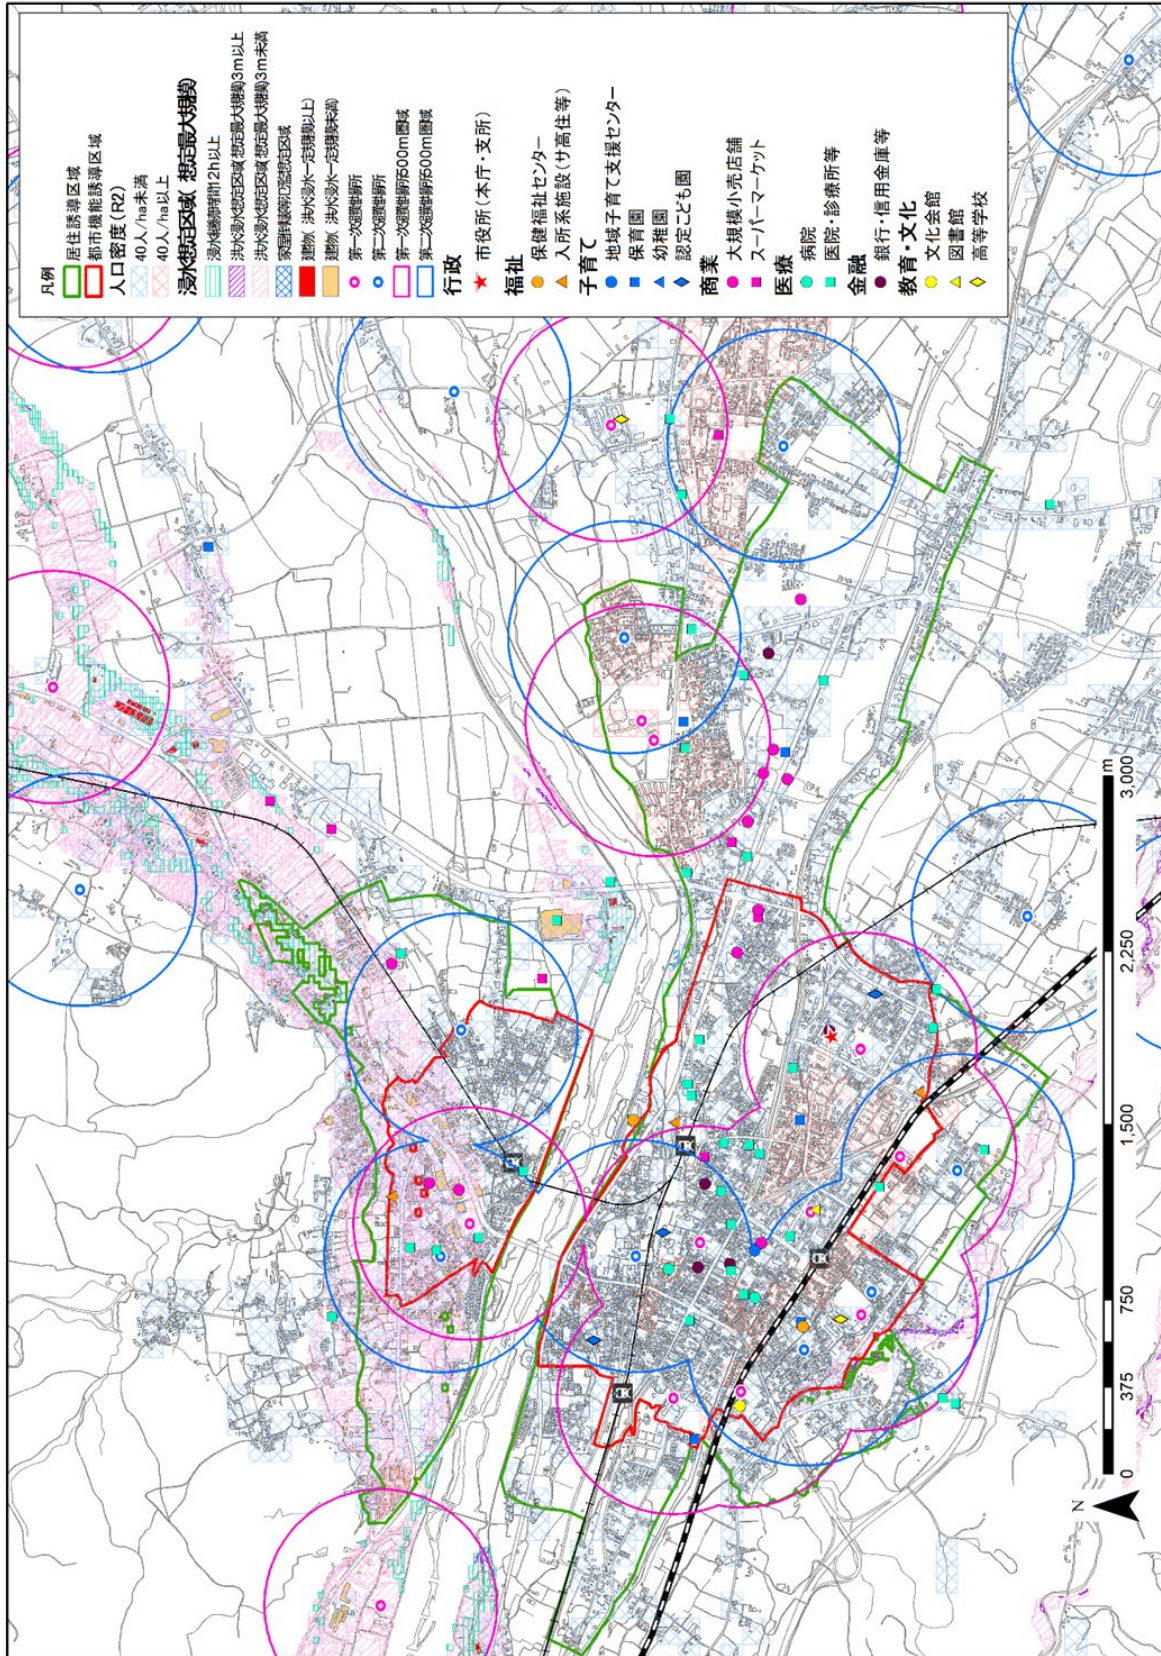 凡例
居住誘導区域
都市機能誘導区域
人口密度(R2)
40人/ha未満
40人/ha以上
浸水想定区域(想定最大規模)
浸水継続時間12h以上
洪水浸水想定区域(想定最大規模)3m以上
洪水浸水想定区域(想定最大規模)3m未満
家屋倒壊等氾濫想定区域
建物(洪水浸水一定規模以上)
建物(洪水浸水一定規模未満)
第一次避難場所
第二次避難場所
第一次避難場所500m圏域
第二次避難場所500m圏域
行政
市役所(本庁・支所)
福祉
保健福祉センター
入所系施設(サ高住等)
子育て
地域子育て支援センター
保育園
幼稚園
認定こども園
商業
大規模小売店舗
スーパーマーケット
医療
病院
医院・診療所等
金融
銀行・信用金庫等
教育・文化
文化会館
図書館
高等学校
N
0
375
750
1,500
2,250
3,000
m